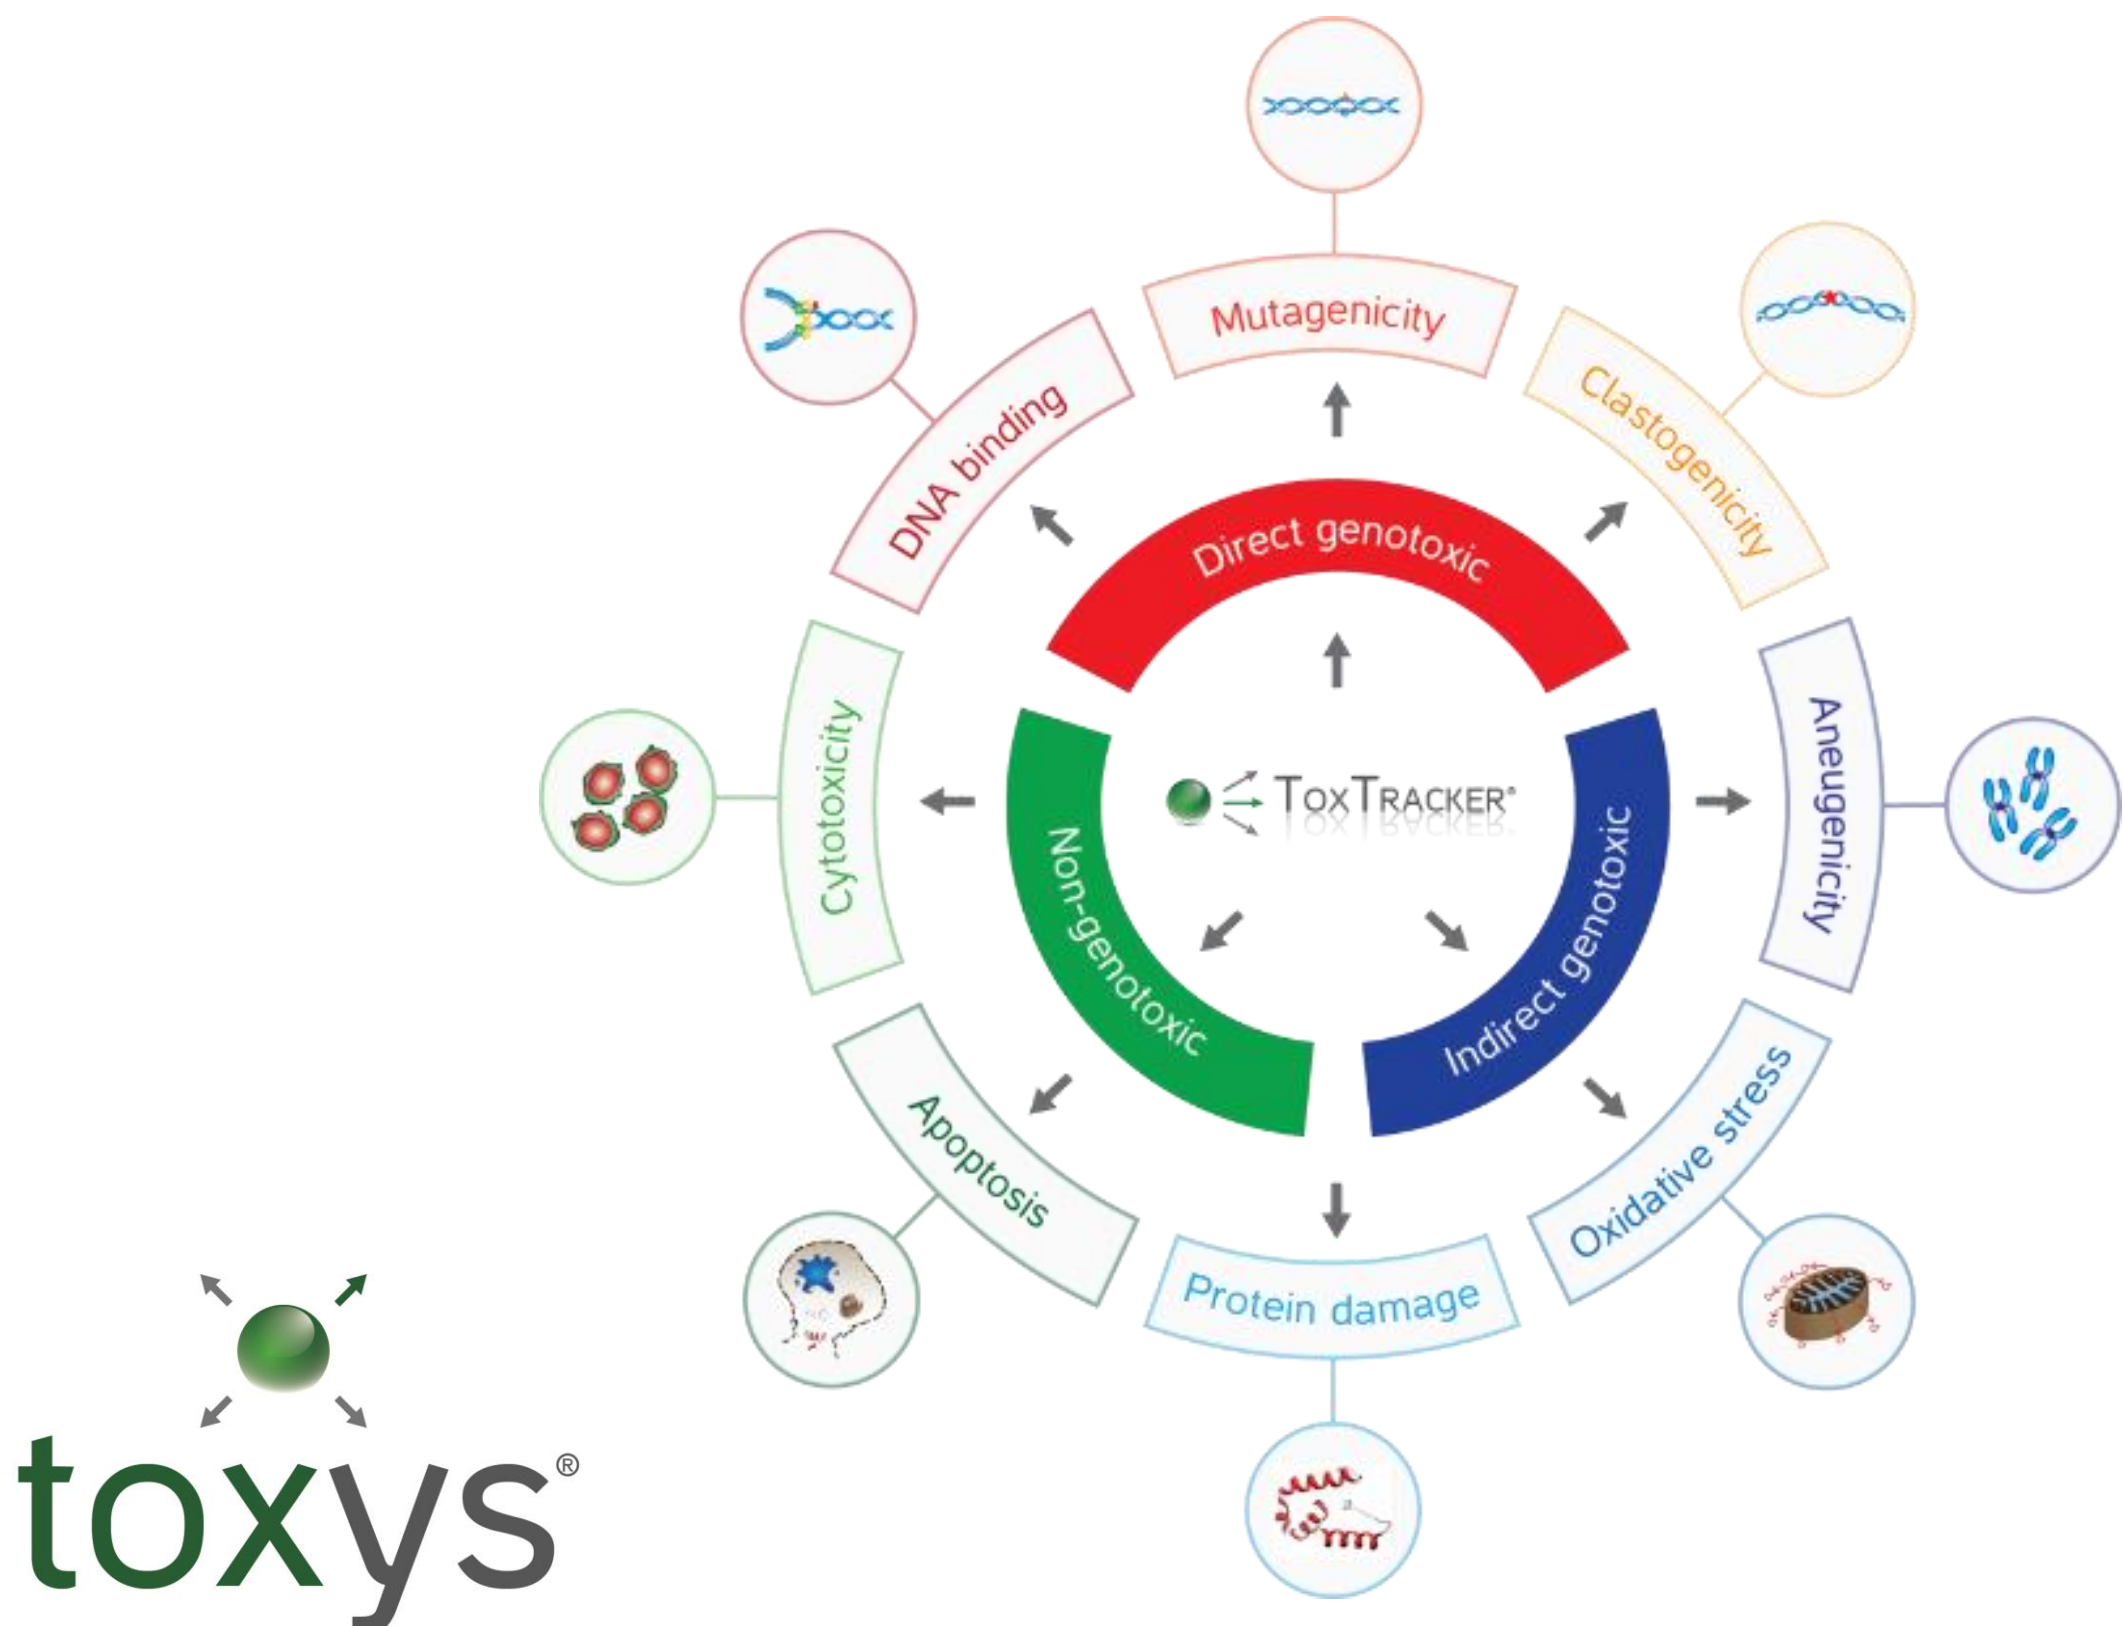 Mutagenicity
Clastogenicity
DNA binding
Direct genotoxic
Aneugenicity
Cytotoxicity
TOXTRACKER®
Non-genotoxic
Indirect genotoxic
Oxidative stress
Apoptosis
Protein damage
toxys®